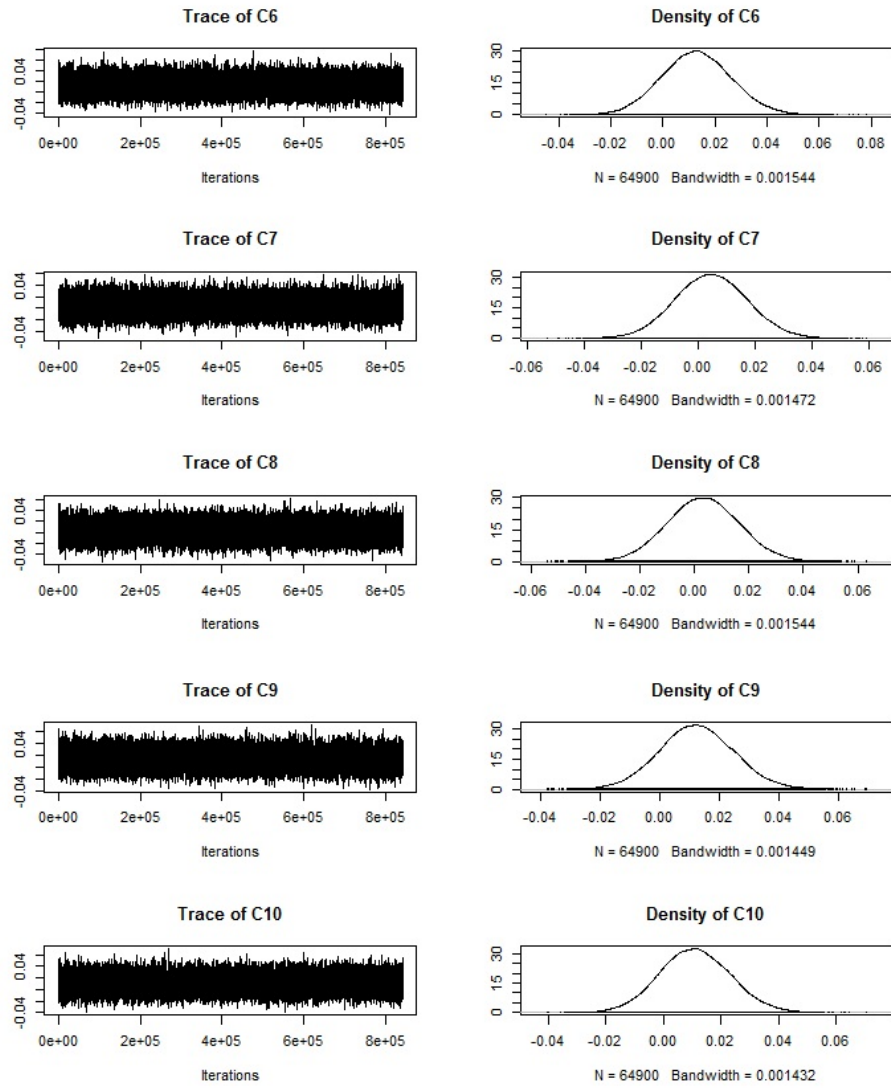 Trace of C6
Density of C6
0.04
-0.04
0e+00 2e+05 4e+05 6e+05 8e+05
Iterations
30
15
0
-0.04 0.00 0.02 0.04 0.06 0.08
N = 64900 Bandwidth = 0.001544
Trace of C7
Density of C7
0.04
-0.04
0e+00 2e+05 4e+05 6e+05 8e+05
Iterations
30
15
0
-0.06 -0.04 -0.02 0.00 0.02 0.04 0.06
N = 64900 Bandwidth = 0.001472
Trace of C8
Density of C8
0.04
-0.04
0e+00 2e+05 4e+05 6e+05 8e+05
Iterations
30
15
0
-0.06 -0.04 -0.02 0.00 0.02 0.04 0.06
N = 64900 Bandwidth = 0.001544
Trace of C9
Density of C9
0.04
-0.04
0e+00 2e+05 4e+05 6e+05 8e+05
Iterations
30
15
0
-0.04 -0.02 0.00 0.02 0.04 0.06
N = 64900 Bandwidth = 0.001449
Trace of C10
Density of C10
0.04
-0.04
0e+00 2e+05 4e+05 6e+05 8e+05
Iterations
30
15
0
-0.04 -0.02 0.00 0.02 0.04 0.06
N = 64900 Bandwidth = 0.001432